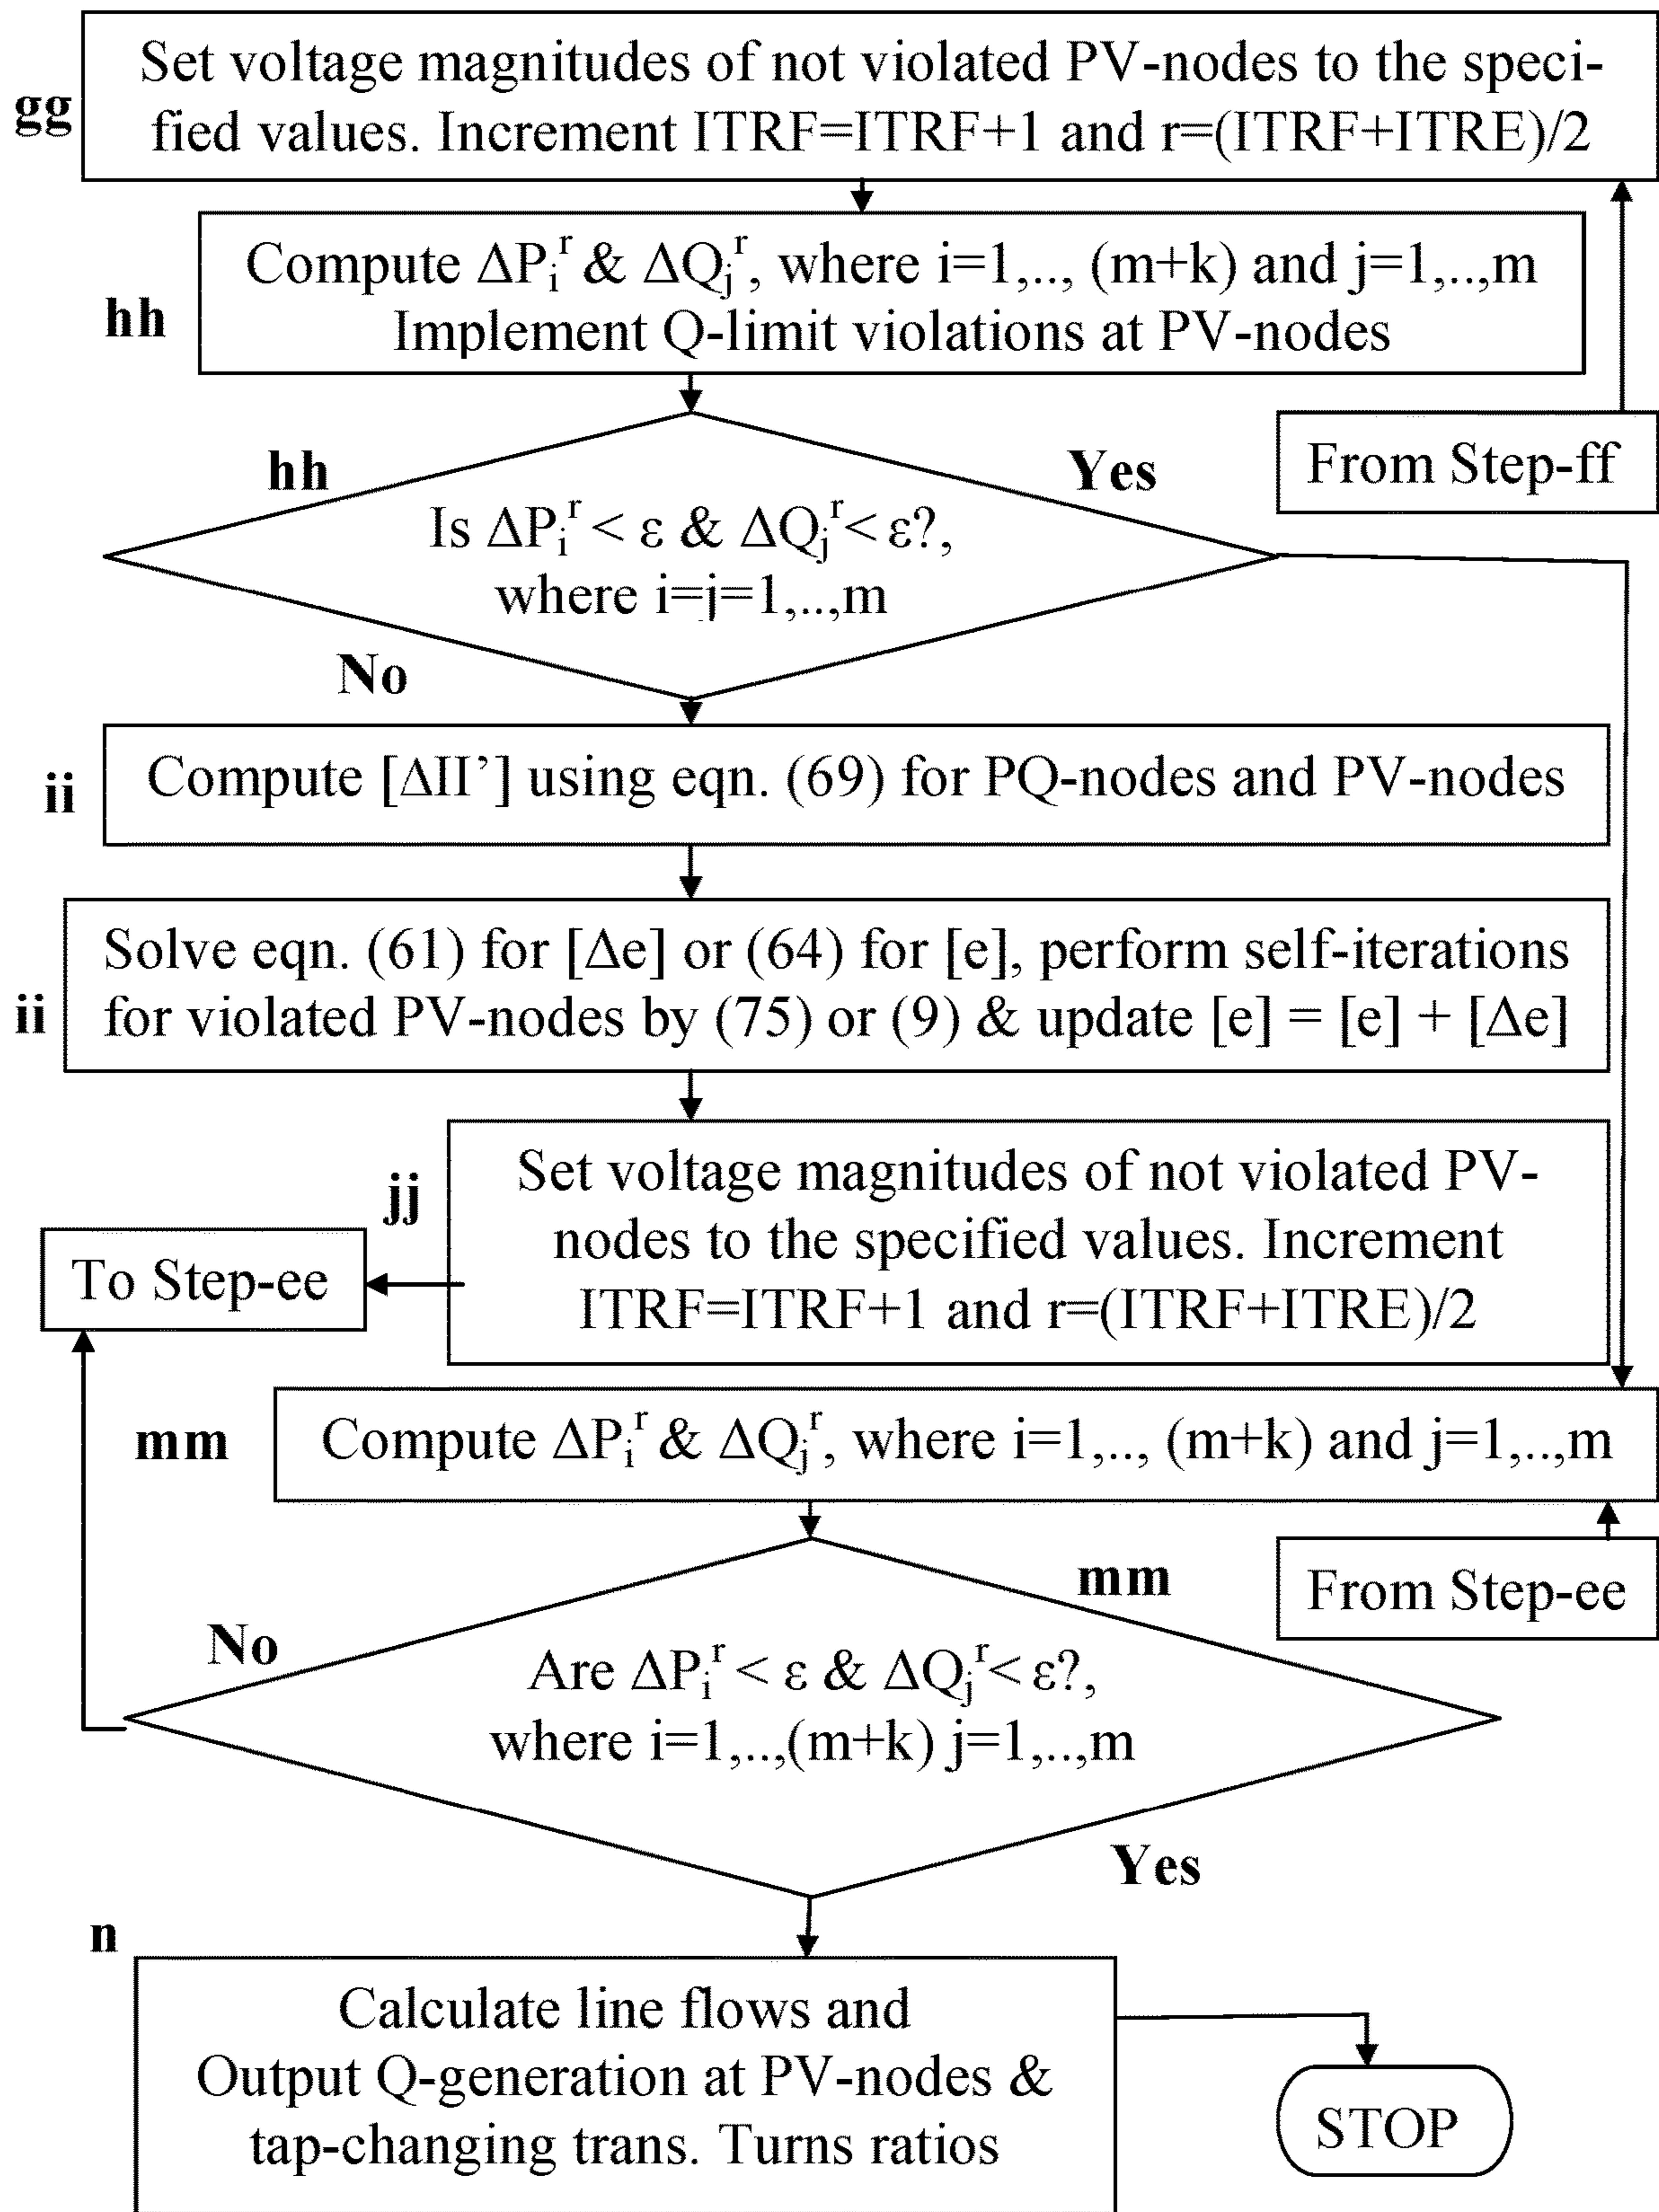 gg
Set voltage magnitudes of not violated PV-nodes to the speci-
fied values. Increment ITRF=ITRF+1 and r=(ITRF+ITRE)/2
hh
Compute ΔPᵢʳ & ΔQⱼʳ, where i=1,.., (m+k) and j=1,..,m
Implement Q-limit violations at PV-nodes
From Step-ff
hh
Yes
Is ΔPᵢʳ < ε & ΔQⱼʳ< ε?,
where i=j=1,..,m
No
ii
Compute [ΔII’] using eqn. (69) for PQ-nodes and PV-nodes
ii
Solve eqn. (61) for [Δe] or (64) for [e], perform self-iterations
for violated PV-nodes by (75) or (9) & update [e] = [e] + [Δe]
jj
Set voltage magnitudes of not violated PV-
nodes to the specified values. Increment
ITRF=ITRF+1 and r=(ITRF+ITRE)/2
To Step-ee
mm
Compute ΔPᵢʳ & ΔQⱼʳ, where i=1,.., (m+k) and j=1,..,m
From Step-ee
mm
No
Are ΔPᵢʳ < ε & ΔQⱼʳ< ε?,
where i=1,..,(m+k) j=1,..,m
Yes
n
Calculate line flows and
Output Q-generation at PV-nodes &
tap-changing trans. Turns ratios
STOP